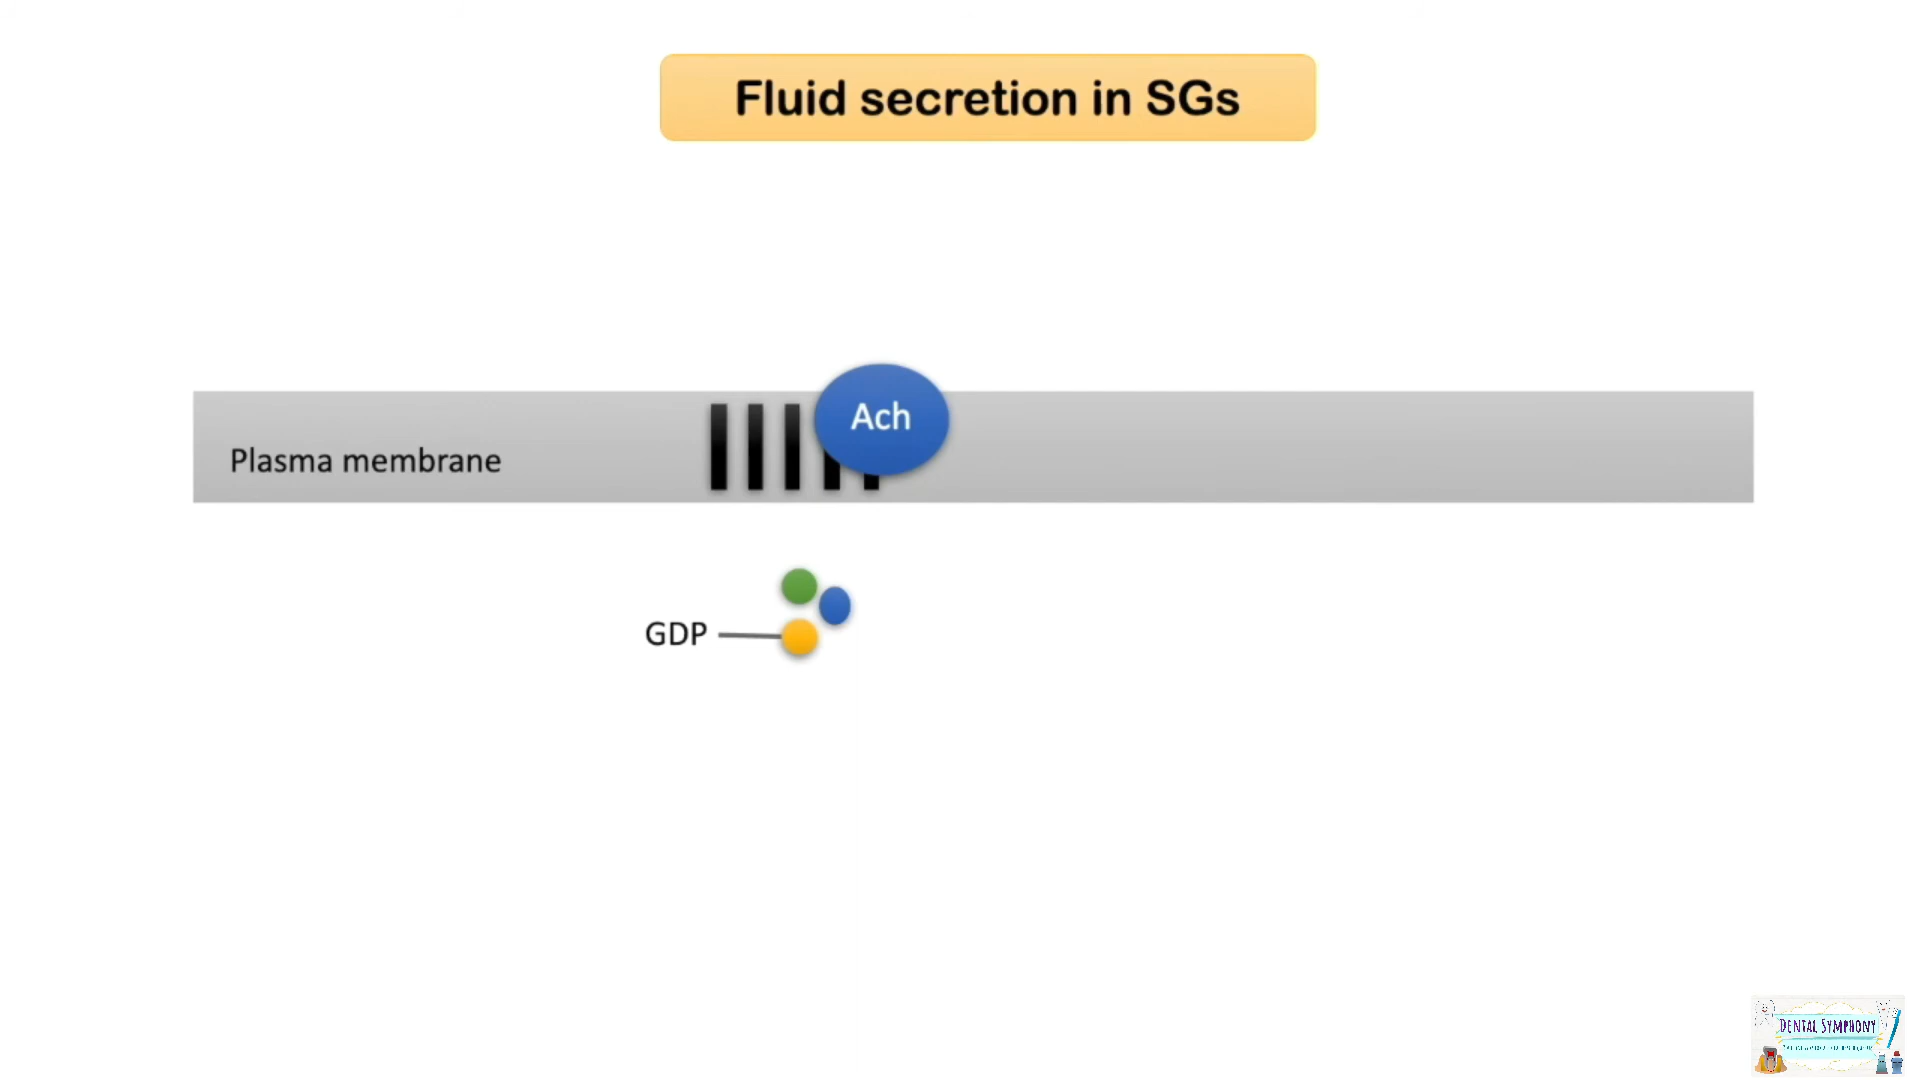 Fluid secretion in SGs
Ach
Plasma membrane
GDP
DENTAL SYMPHONY